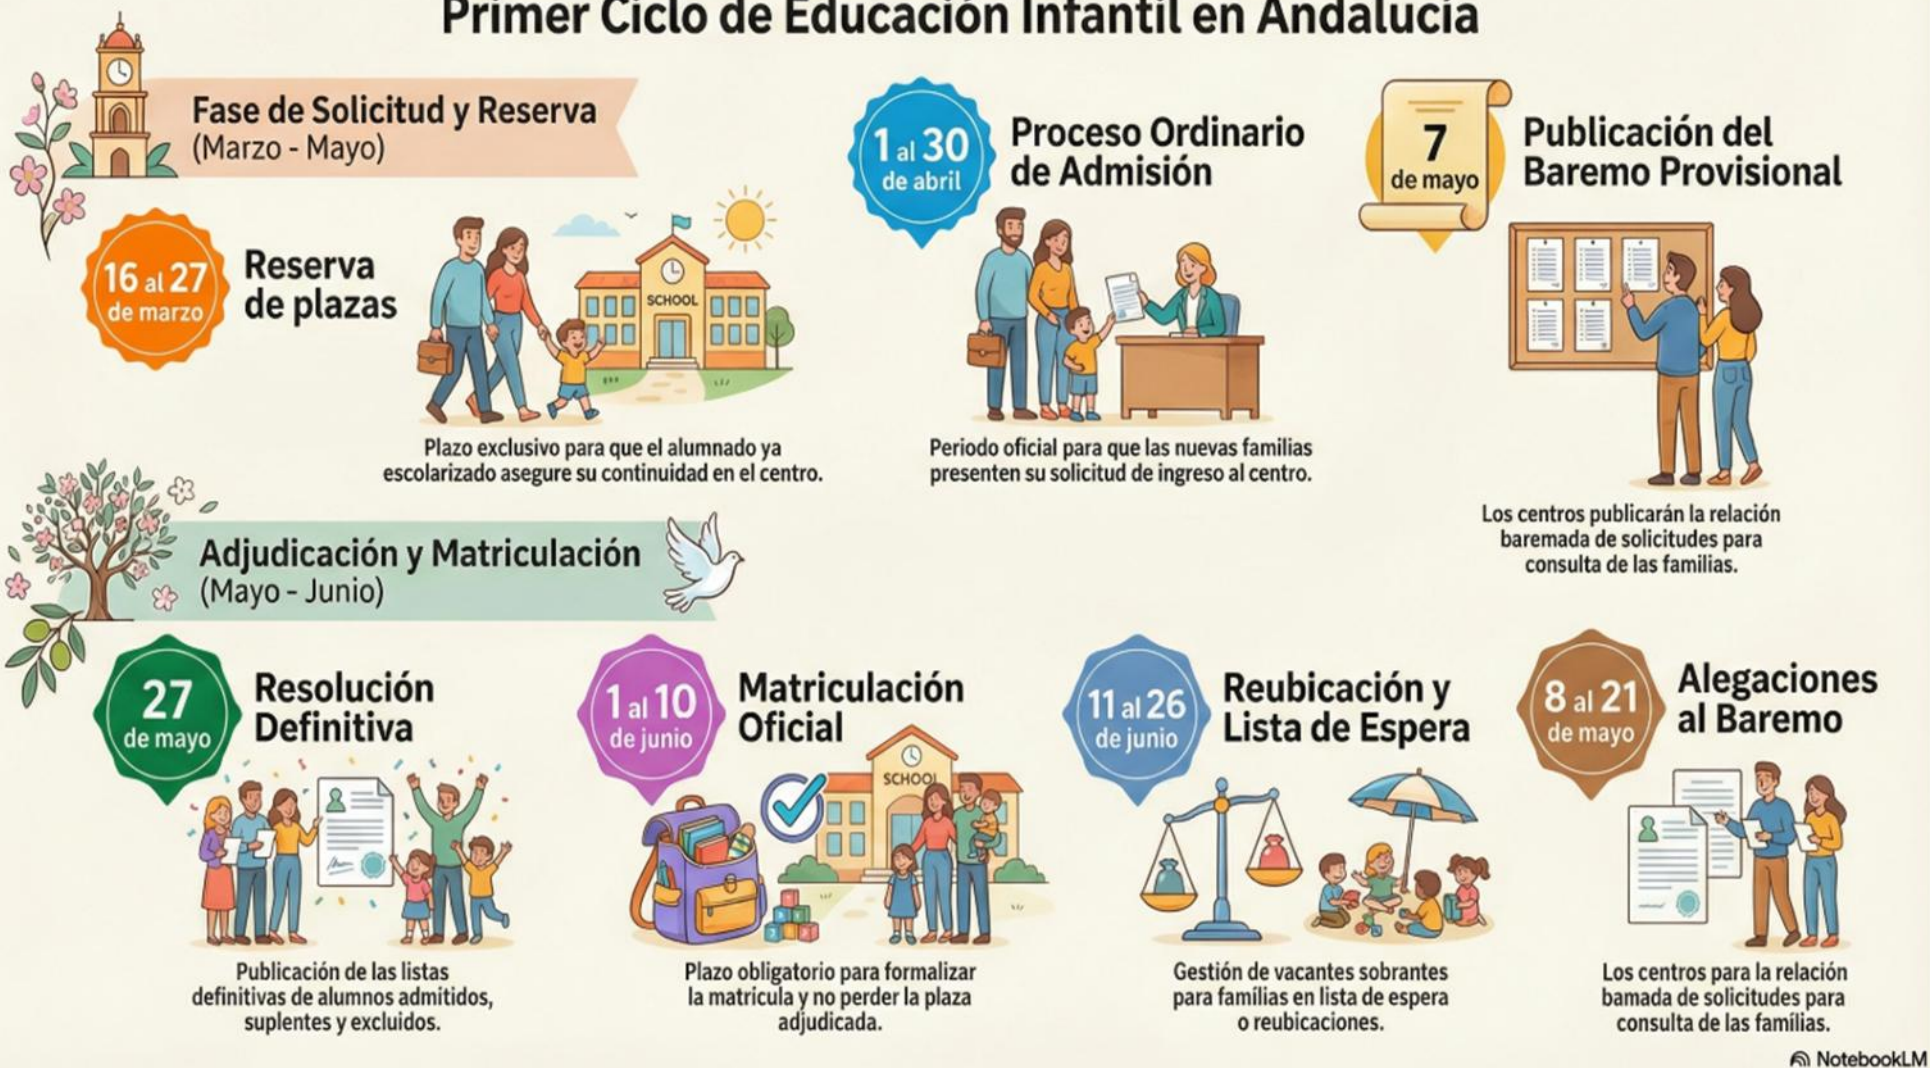 Primer Ciclo de Educación Infantil en Andalucía
Fase de Solicitud y Reserva
(Marzo - Mayo)
16 al 27
de marzo
Reserva
de plazas
SCHOOL
Plazo exclusivo para que el alumnado ya
escolarizado asegure su continuidad en el centro.
1 al 30
de abril
Proceso Ordinario
de Admisión
Periodo oficial para que las nuevas familias
presenten su solicitud de ingreso al centro.
7
de mayo
Publicación del
Baremo Provisional
Los centros publicarán la relación
baremada de solicitudes para
consulta de las familias.
Adjudicación y Matriculación
(Mayo - Junio)
27
de mayo
Resolución
Definitiva
Publicación de las listas
definitivas de alumnos admitidos,
suplentes y excluidos.
1 al 10
de junio
Matriculación
Oficial
SCHOOL
Plazo obligatorio para formalizar
la matrícula y no perder la plaza
adjudicada.
11 al 26
de junio
Reubicación y
Lista de Espera
Gestión de vacantes sobrantes
para famílias en lista de espera
o reubicaciones.
8 al 21
de mayo
Alegaciones
al Baremo
Los centros para la relación
bamada de solicitudes para
consulta de las famílias.
NotebookLM